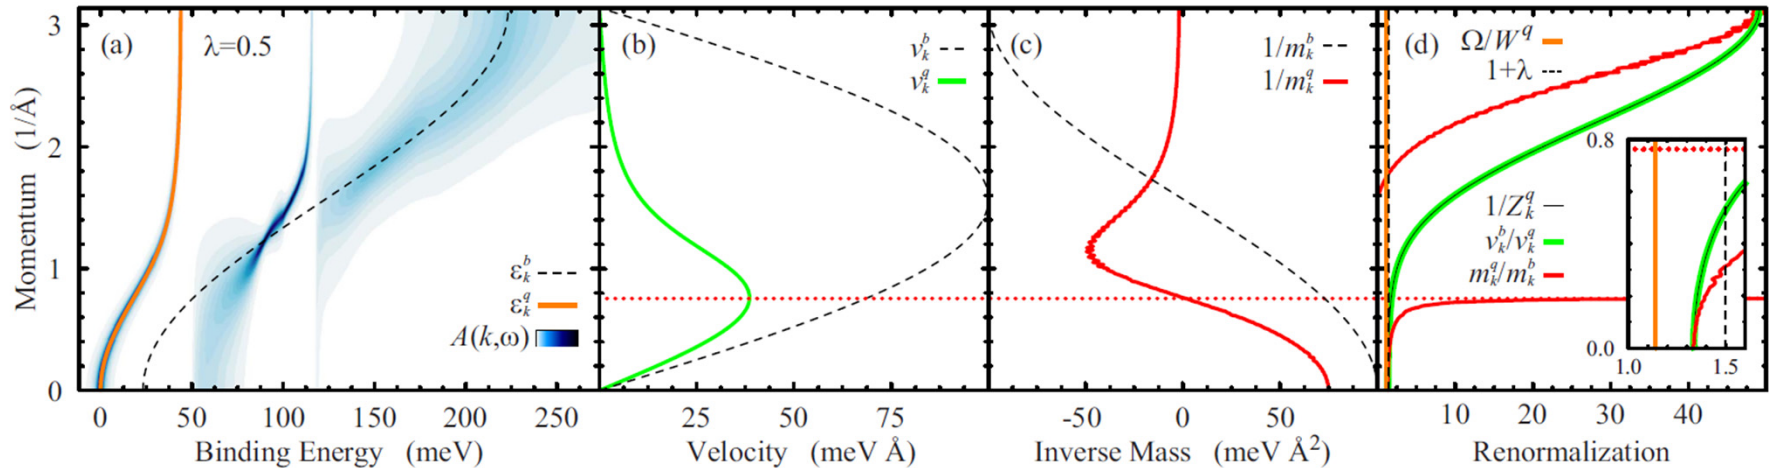 (a)
λ=0.5
ε_k^b
ε_k^q
A(k,ω)
3
2
1
0
Momentum (1/Å)
0 50 100 150 200 250
Binding Energy (meV)
(b)
v_k^b
v_k^q
25 50 75
Velocity (meV Å)
(c)
1/m_k^b
1/m_k^q
-50 0 50
Inverse Mass (meV Å²)
(d)
Ω/W^q
1+λ
1/Z_k^q
v_k^b/v_k^q
m_k^q/m_k^b
0.8
0.0
1.0 1.5
10 20 30 40
Renormalization